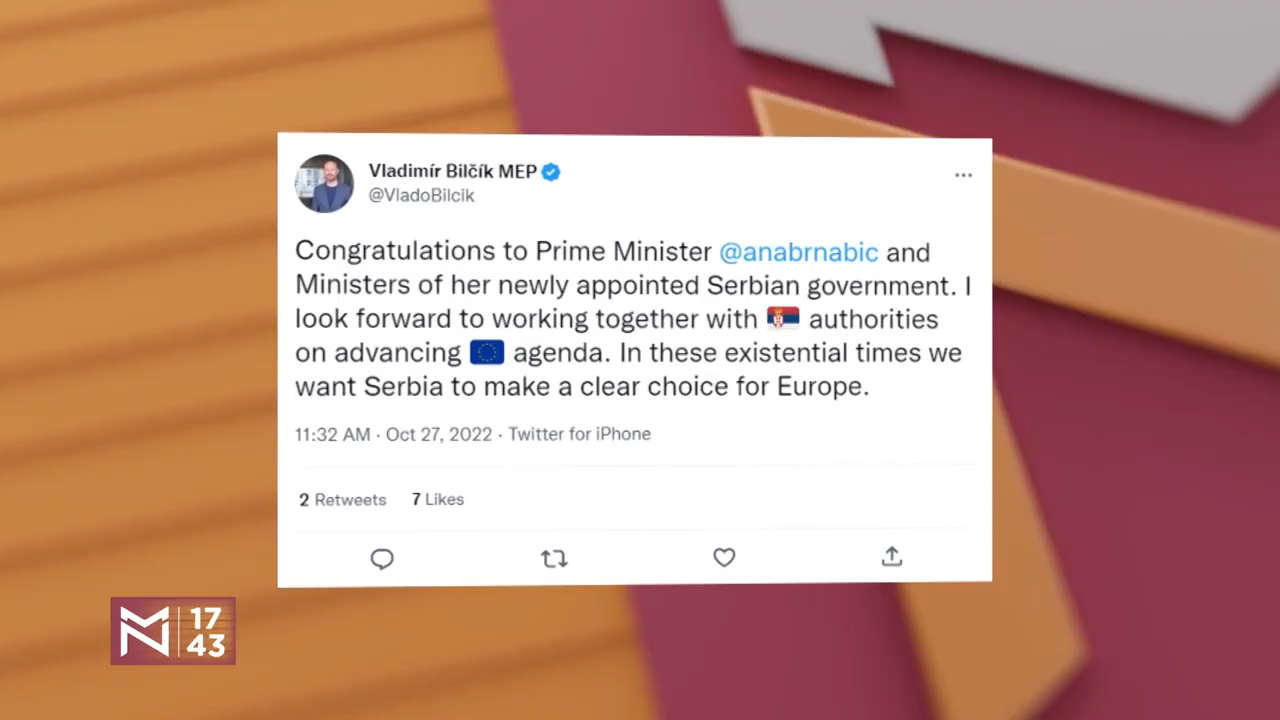 Vladimír Bilčík MEP
@VladoBilcik
Congratulations to Prime Minister @anabrnabic and
Ministers of her newly appointed Serbian government. I
look forward to working together with 🇷🇸 authorities
on advancing 🇪🇺 agenda. In these existential times we
want Serbia to make a clear choice for Europe.
11:32 AM · Oct 27, 2022 · Twitter for iPhone
2 Retweets 7 Likes
17
43